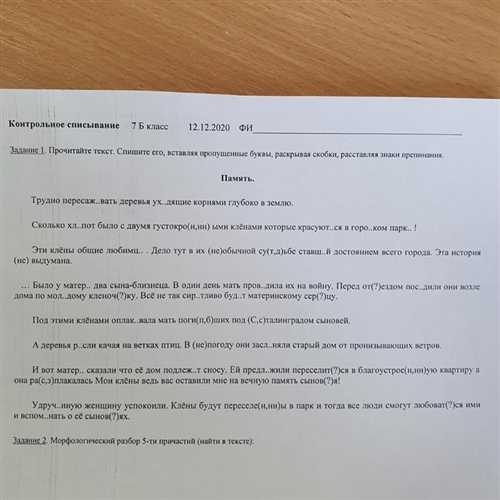 Контрольное списывание 7 Б класс 12.12.2020 ФИ____________________
Задание 1. Прочитайте текст. Спишите его, вставляя пропущенные буквы, раскрывая скобки, расставляя знаки препинания.
Память.
Трудно пересаж..вать деревья ух..дящие корнями глубоко в землю.
Сколько хл..пот было с двумя густокро(н,нн) ыми клёнами которые красуют..ся в горо..ком парк.. !
Эти клёны общие любимц.. . Дело тут в их (не)обычной су(т,д)ьбе ставш..й достоянием всего города. Эта история
(не) выдумана.
… Было у матер.. два сына-близнеца. В один день мать пров..дила их на войну. Перед от(?)ездом пос..дили они возле
дома по мол..дому кленоч(?)ку. Всё не так сир..тливо буд..т материнскому сер(?)цу.
Под этими клёнами оплак..вала мать поги(п,б)ших под (С,с)талинградом сыновей.
А деревья р..сли качая на ветках птиц. В (не)погоду они засл..няли старый дом от пронизывающих ветров.
И вот матер.. сказали что её дом подлеж..т сносу. Ей предл..жили переселит(?)ся в благоустрое(н,нн)ую квартиру а
она ра(с,з)плакалась Мои клёны ведь вас оставили мне на вечную память сынов(?)я!
Удруч..нную женщину успокоили. Клёны будут переселе(н,нн)ы в парк и тогда все люди смогут любоват(?)ся ими
и вспом..нать о её сынов(?)ях.
Задание 2. Морфологический разбор 5-ти причастий (найти в тексте):